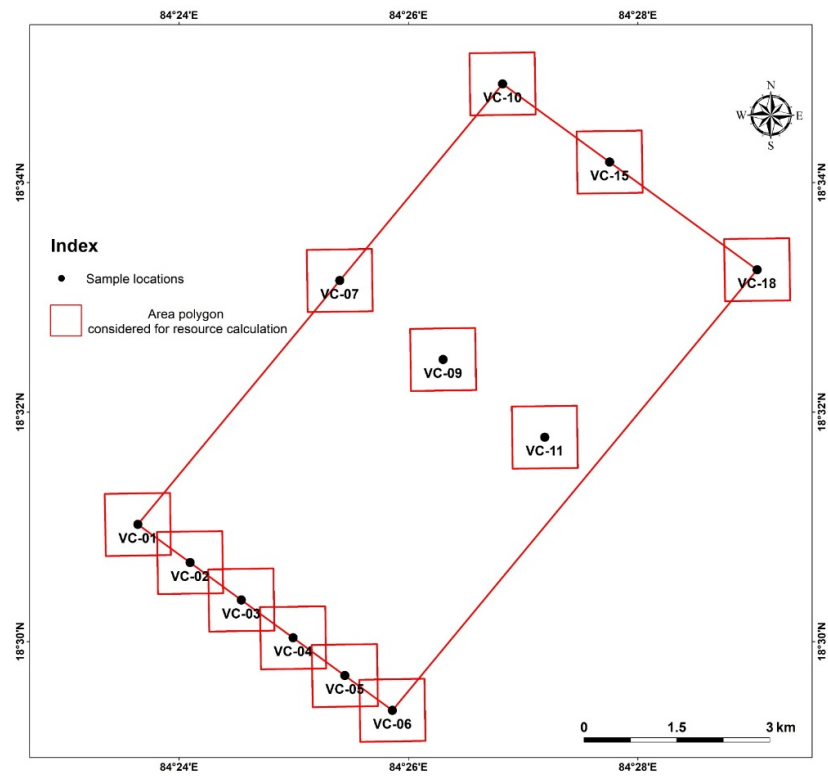 84°24'E 84°26'E 84°28'E
VC-10
N
W E
S
VC-15
18°34'N 18°34'N
Index
Sample locations
Area polygon
considered for resource calculation
VC-07
VC-18
VC-09
18°32'N 18°32'N
VC-11
VC-01
VC-02
VC-03
VC-04
18°30'N 18°30'N
VC-05
VC-06
0 1.5 3 km
84°24'E 84°26'E 84°28'E